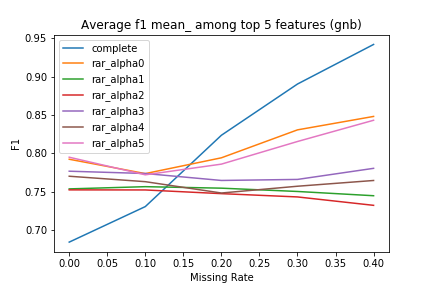 Average f1 mean_ among top 5 features (gnb)
0.95
0.90
0.85
0.80
0.75
0.70
F1
complete
rar_alpha0
rar_alpha1
rar_alpha2
rar_alpha3
rar_alpha4
rar_alpha5
0.00 0.05 0.10 0.15 0.20 0.25 0.30 0.35 0.40
Missing Rate